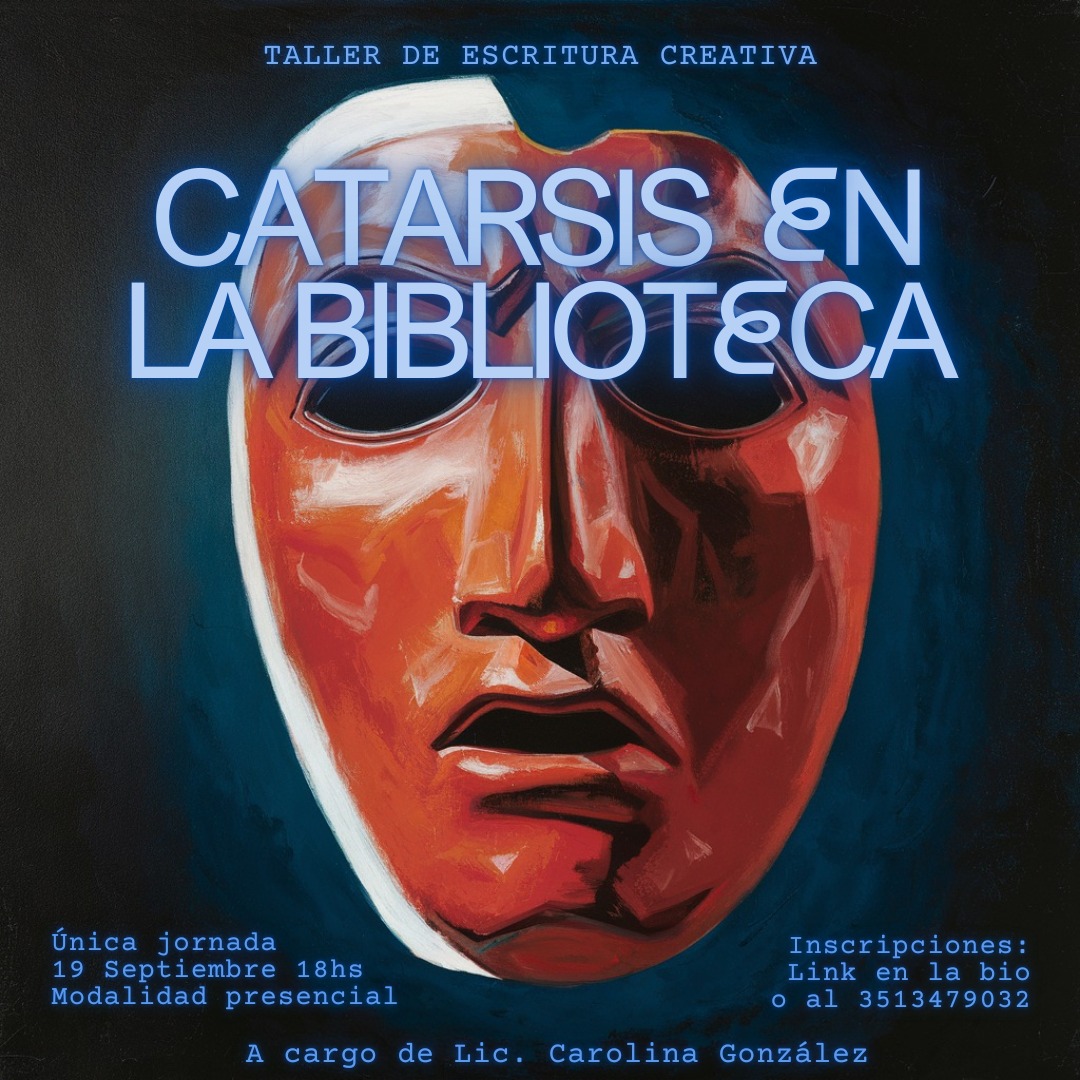 TALLER DE ESCRITURA CREATIVA
CATARSIS EN
LA BIBLIOTECA
Única jornada
19 Septiembre 18hs
Modalidad presencial
Inscripciones:
Link en la bio
o al 3513479032
A cargo de Lic. Carolina González